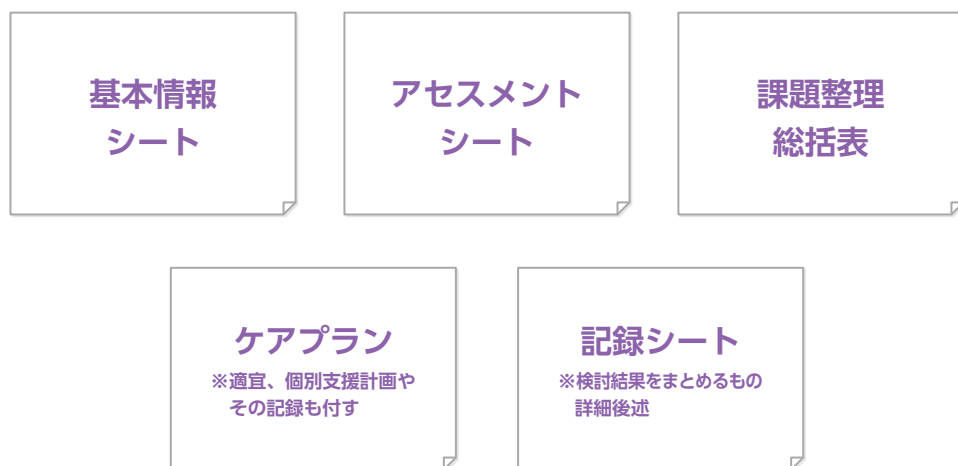 基本情報
シート
アセスメント
シート
課題整理
総括表
ケアプラン
※適宜、個別支援計画や
その記録も付す
記録シート
※検討結果をまとめるもの
詳細後述